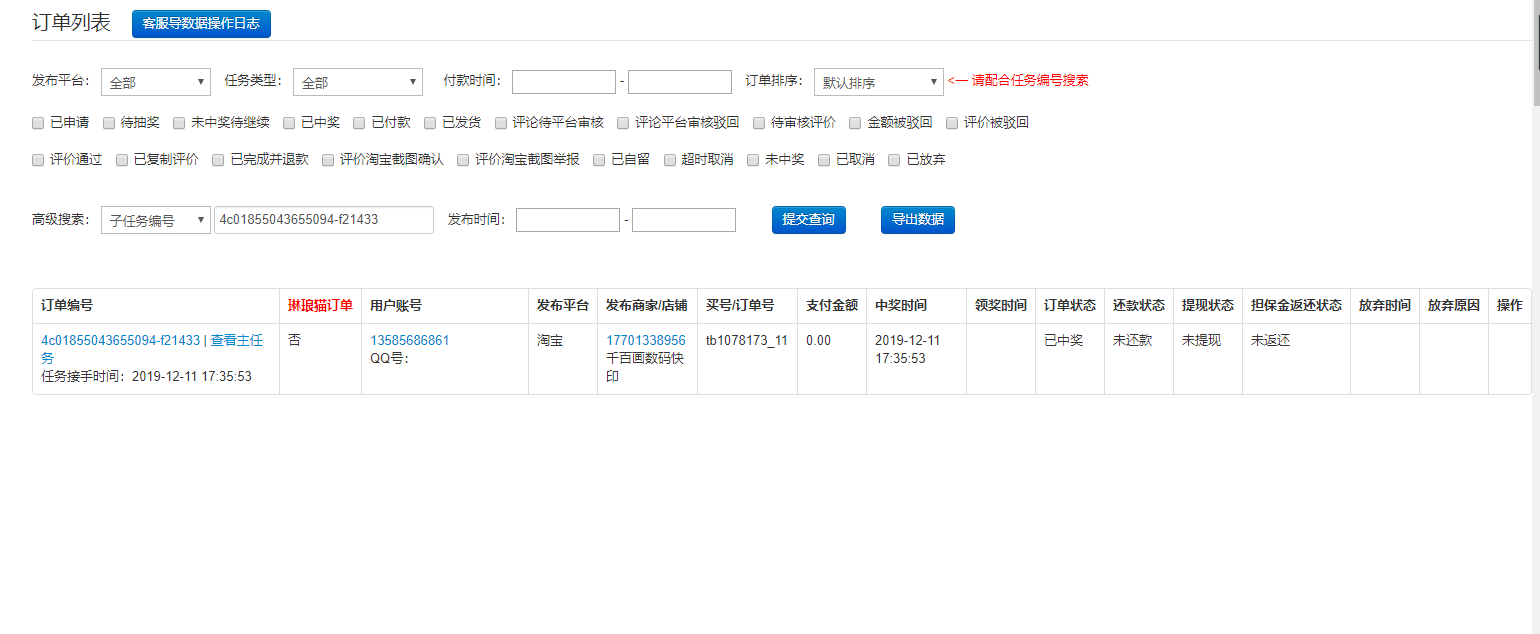 订单列表 客服导数据操作日志
发布平台: 全部 任务类型: 全部 付款时间: - 订单排序: 默认排序 <一 请配合任务编号搜索
已申请 待抽奖 未中奖待继续 已中奖 已付款 已发货 评论待平台审核 评论平台审核驳回 待审核评价 金额被驳回 评价被驳回
评价通过 已复制评价 已完成并退款 评价淘宝截图确认 评价淘宝截图举报 已自留 超时取消 未中奖 已取消 已放弃
高级搜索: 子任务编号 4c01855043655094-f21433 发布时间: - 提交查询 导出数据
订单编号 琳琅猫订单 用户账号 发布平台 发布商家/店铺 买号/订单号 支付金额 中奖时间 领奖时间 订单状态 还款状态 提现状态 担保金返还状态 放弃时间 放弃原因 操作
4c01855043655094-f21433 | 查看主任 否 13585686861 淘宝 17701338956 tb1078173_11 0.00 2019-12-11 已中奖 未还款 未提现 未返还
务 QQ号: 千百画数码快 17:35:53
任务接手时间: 2019-12-11 17:35:53 印